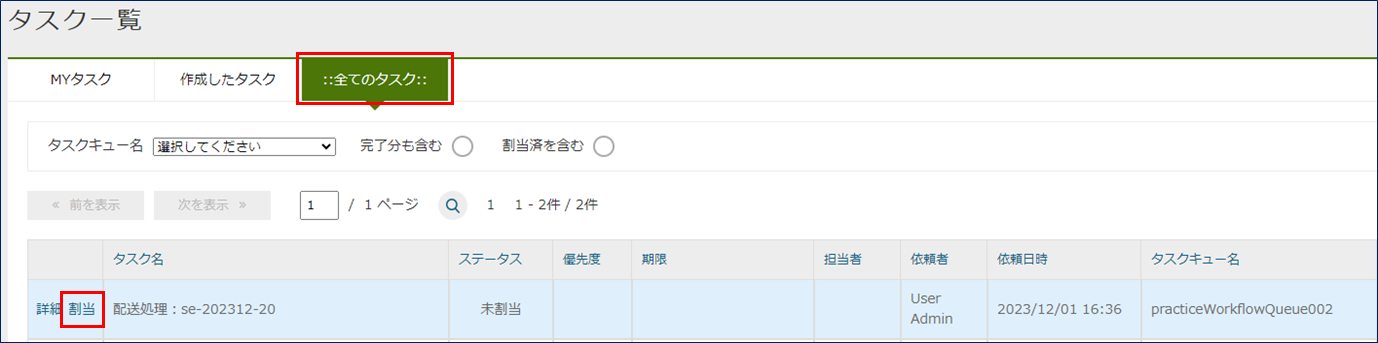 タスク一覧
MYタスク 作成したタスク ::全てのタスク::
タスクキュー名 選択してください 完了分も含む 割当済を含む
« 前を表示 次を表示 » 1 / 1 ページ 1 1 - 2件 / 2件
タスク名 ステータス 優先度 期限 担当者 依頼者 依頼日時 タスクキュー名
詳細 割当 配送処理：se-202312-20 未割当 User Admin 2023/12/01 16:36 practiceWorkflowQueue002